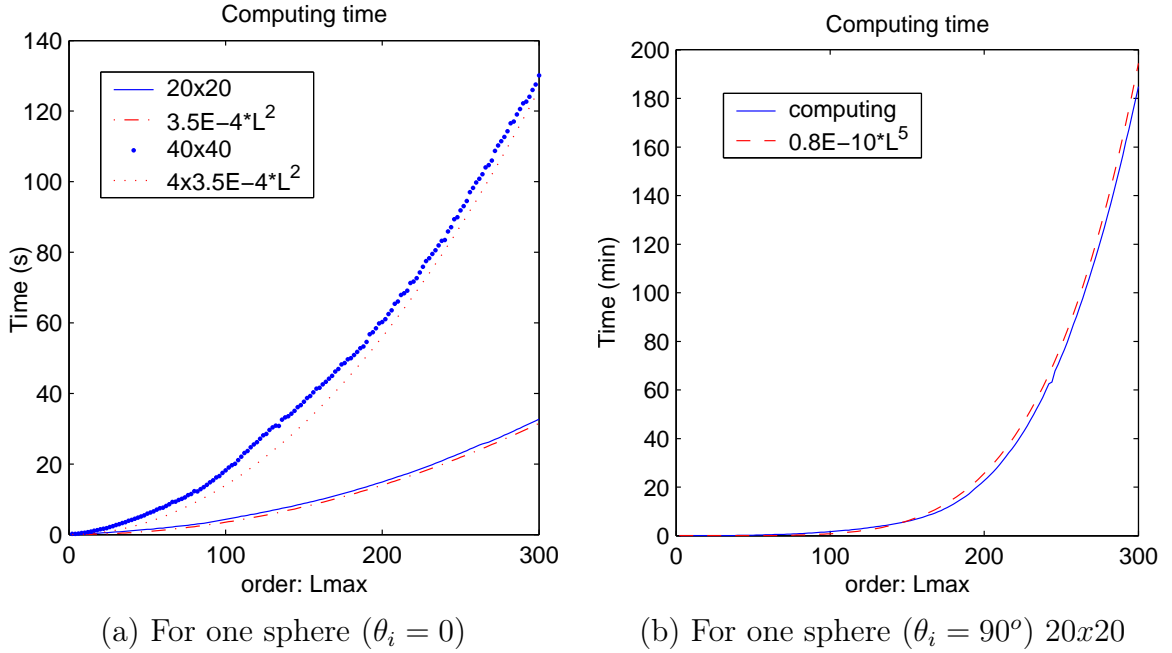 Computing time
140
120
100
80
60
40
20
0
Time (s)
20x20
3.5E−4*L^2
40x40
4x3.5E−4*L^2
0 100 200 300
order: Lmax
(a) For one sphere (θ_i = 0)
Computing time
200
180
160
140
120
100
80
60
40
20
0
Time (min)
computing
0.8E−10*L^5
0 100 200 300
order: Lmax
(b) For one sphere (θ_i = 90^o) 20x20